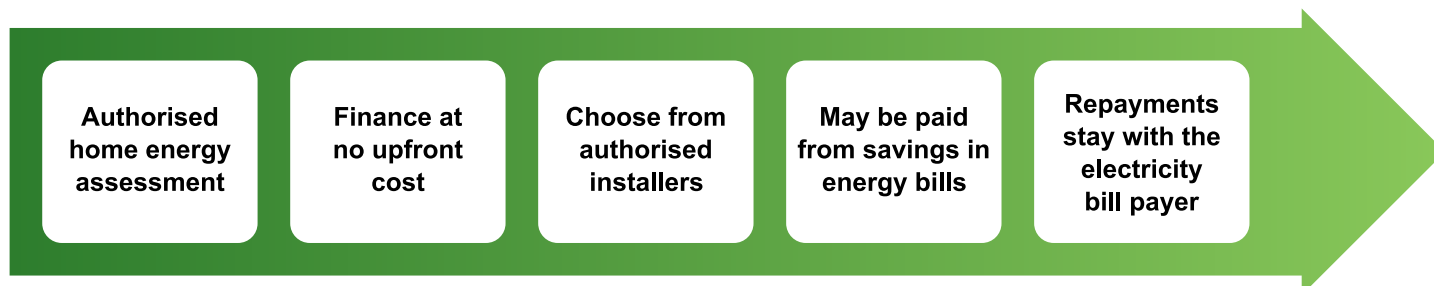 Authorised
home energy
assessment
Finance at
no upfront
cost
Choose from
authorised
installers
May be paid
from savings in
energy bills
Repayments
stay with the
electricity
bill payer